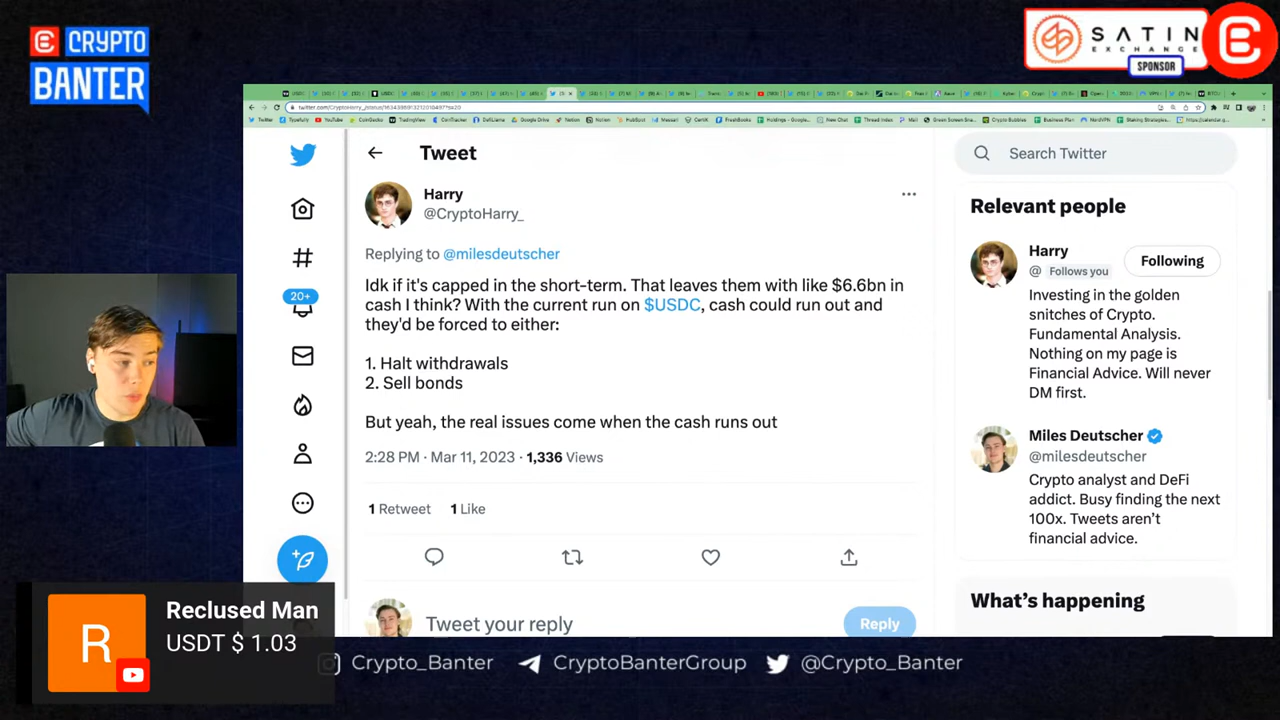 CRYPTO
BANTER
SATIN
EXCHANGE
SPONSOR
Tweet
Search Twitter
Harry
@CryptoHarry_
Replying to @milesdeutscher
Idk if it's capped in the short-term. That leaves them with like $6.6bn in
cash I think? With the current run on $USDC, cash could run out and
they'd be forced to either:
1. Halt withdrawals
2. Sell bonds
But yeah, the real issues come when the cash runs out
2:28 PM · Mar 11, 2023 · 1,336 Views
1 Retweet 1 Like
Tweet your reply
Reply
20+
Relevant people
Harry
@ Follows you
Following
Investing in the golden
snitches of Crypto.
Fundamental Analysis.
Nothing on my page is
Financial Advice. Will never
DM first.
Miles Deutscher
@milesdeutscher
Crypto analyst and DeFi
addict. Busy finding the next
100x. Tweets aren't
financial advice.
What's happening
R
Reclused Man
USDT $ 1.03
Crypto_Banter
CryptoBanterGroup
@Crypto_Banter